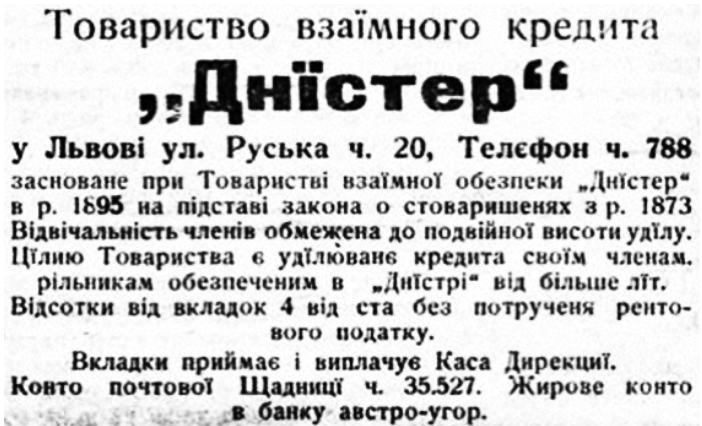 Товариство взаїмного кредита
„Днїстер“
у Львові ул. Руська ч. 20, Телєфон ч. 788
засноване при Товаристві взаїмної обезпеки „Днїстер“
в р. 1895 на підставі закона о стоваришенях з р. 1873
Відвічальність членів обмежена до подвійної висоти удїлу.
Цїлию Товариства є удїлюванє кредита своїм членам.
рільникам обезпеченим в „Днїстрі“ від більше лїт.
Відсотки від вкладок 4 від ста без потрученя ренто-
вого податку.
Вкладки приймає і виплачує Каса Дирекциї.
Конто почтової Щадницї ч. 35.527. Жирове конто
в банку австро-угор.